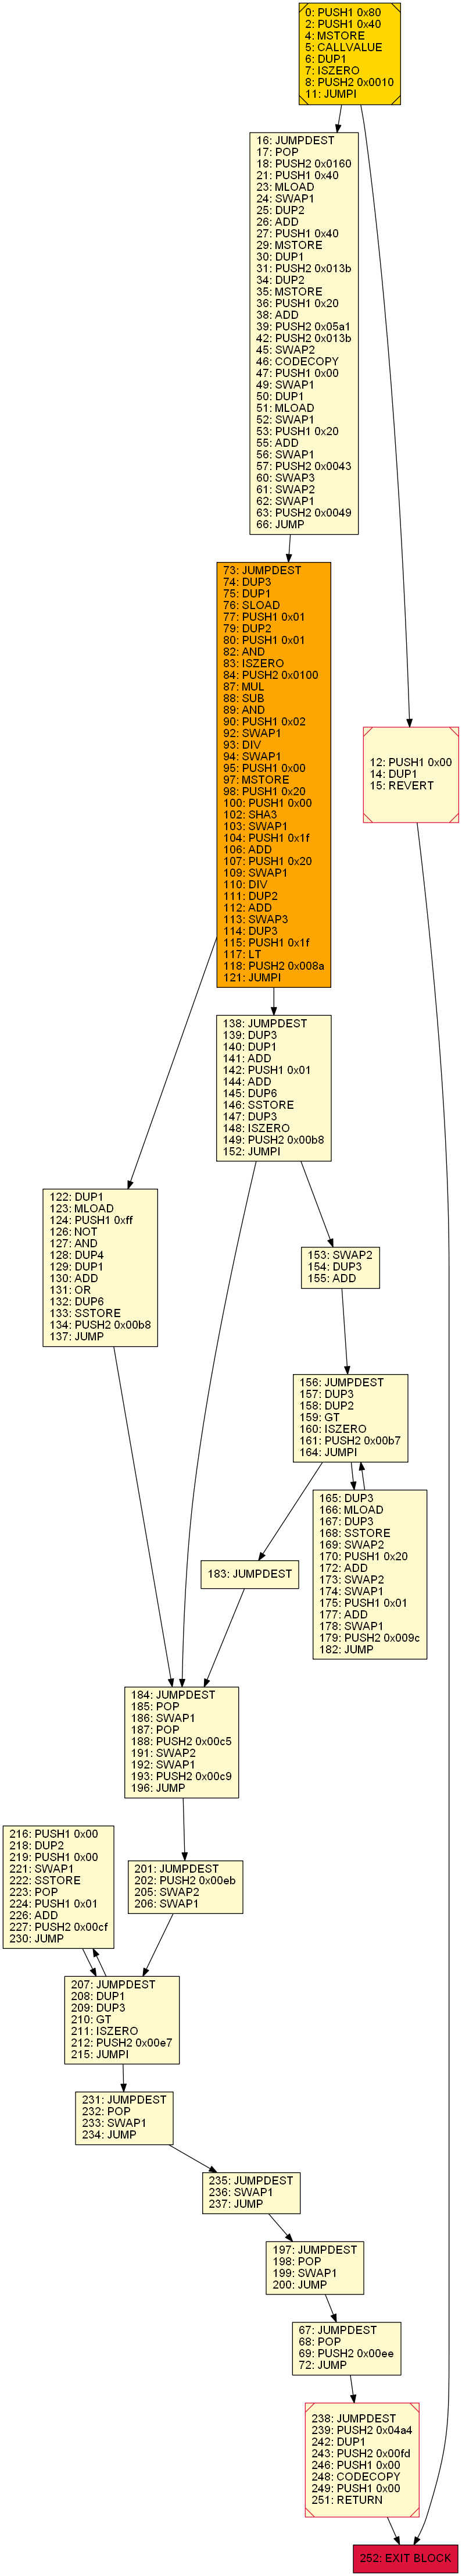 0: PUSH1 0x80
2: PUSH1 0x40
4: MSTORE
5: CALLVALUE
6: DUP1
7: ISZERO
8: PUSH2 0x0010
11: JUMPI
16: JUMPDEST
17: POP
18: PUSH2 0x0160
21: PUSH1 0x40
23: MLOAD
24: SWAP1
25: DUP2
26: ADD
27: PUSH1 0x40
29: MSTORE
30: DUP1
31: PUSH2 0x013b
34: DUP2
35: MSTORE
36: PUSH1 0x20
38: ADD
39: PUSH2 0x05a1
42: PUSH2 0x013b
45: SWAP2
46: CODECOPY
47: PUSH1 0x00
49: SWAP1
50: DUP1
51: MLOAD
52: SWAP1
53: PUSH1 0x20
55: ADD
56: SWAP1
57: PUSH2 0x0043
60: SWAP3
61: SWAP2
62: SWAP1
63: PUSH2 0x0049
66: JUMP
73: JUMPDEST
74: DUP3
75: DUP1
76: SLOAD
77: PUSH1 0x01
79: DUP2
80: PUSH1 0x01
82: AND
83: ISZERO
84: PUSH2 0x0100
87: MUL
88: SUB
89: AND
90: PUSH1 0x02
92: SWAP1
93: DIV
94: SWAP1
95: PUSH1 0x00
97: MSTORE
98: PUSH1 0x20
100: PUSH1 0x00
102: SHA3
103: SWAP1
104: PUSH1 0x1f
106: ADD
107: PUSH1 0x20
109: SWAP1
110: DIV
111: DUP2
112: ADD
113: SWAP3
114: DUP3
115: PUSH1 0x1f
117: LT
118: PUSH2 0x008a
121: JUMPI
12: PUSH1 0x00
14: DUP1
15: REVERT
138: JUMPDEST
139: DUP3
140: DUP1
141: ADD
142: PUSH1 0x01
144: ADD
145: DUP6
146: SSTORE
147: DUP3
148: ISZERO
149: PUSH2 0x00b8
152: JUMPI
122: DUP1
123: MLOAD
124: PUSH1 0xff
126: NOT
127: AND
128: DUP4
129: DUP1
130: ADD
131: OR
132: DUP6
133: SSTORE
134: PUSH2 0x00b8
137: JUMP
153: SWAP2
154: DUP3
155: ADD
156: JUMPDEST
157: DUP3
158: DUP2
159: GT
160: ISZERO
161: PUSH2 0x00b7
164: JUMPI
165: DUP3
166: MLOAD
167: DUP3
168: SSTORE
169: SWAP2
170: PUSH1 0x20
172: ADD
173: SWAP2
174: SWAP1
175: PUSH1 0x01
177: ADD
178: SWAP1
179: PUSH2 0x009c
182: JUMP
183: JUMPDEST
184: JUMPDEST
185: POP
186: SWAP1
187: POP
188: PUSH2 0x00c5
191: SWAP2
192: SWAP1
193: PUSH2 0x00c9
196: JUMP
216: PUSH1 0x00
218: DUP2
219: PUSH1 0x00
221: SWAP1
222: SSTORE
223: POP
224: PUSH1 0x01
226: ADD
227: PUSH2 0x00cf
230: JUMP
201: JUMPDEST
202: PUSH2 0x00eb
205: SWAP2
206: SWAP1
207: JUMPDEST
208: DUP1
209: DUP3
210: GT
211: ISZERO
212: PUSH2 0x00e7
215: JUMPI
231: JUMPDEST
232: POP
233: SWAP1
234: JUMP
235: JUMPDEST
236: SWAP1
237: JUMP
197: JUMPDEST
198: POP
199: SWAP1
200: JUMP
67: JUMPDEST
68: POP
69: PUSH2 0x00ee
72: JUMP
238: JUMPDEST
239: PUSH2 0x04a4
242: DUP1
243: PUSH2 0x00fd
246: PUSH1 0x00
248: CODECOPY
249: PUSH1 0x00
251: RETURN
252: EXIT BLOCK